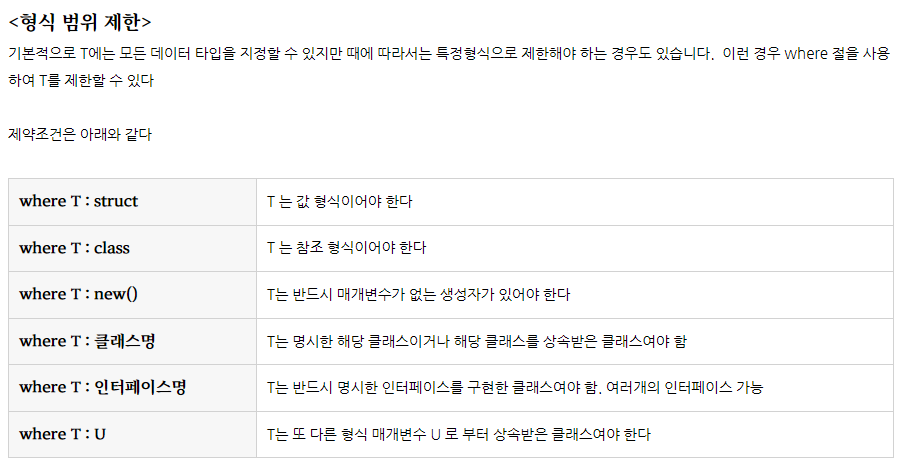 <형식 범위 제한>
기본적으로 T에는 모든 데이터 타입을 지정할 수 있지만 때에 따라서는 특정형식으로 제한해야 하는 경우도 있습니다. 이런 경우 where 절을 사용
하여 T를 제한할 수 있다
제약조건은 아래와 같다
where T : struct T 는 값 형식이어야 한다
where T : class T 는 참조 형식이어야 한다
where T : new() T는 반드시 매개변수가 없는 생성자가 있어야 한다
where T : 클래스명 T는 명시한 해당 클래스이거나 해당 클래스를 상속받은 클래스여야 함
where T : 인터페이스명 T는 반드시 명시한 인터페이스를 구현한 클래스여야 함. 여러개의 인터페이스 가능
where T : U T는 또 다른 형식 매개변수 U 로 부터 상속받은 클래스여야 한다